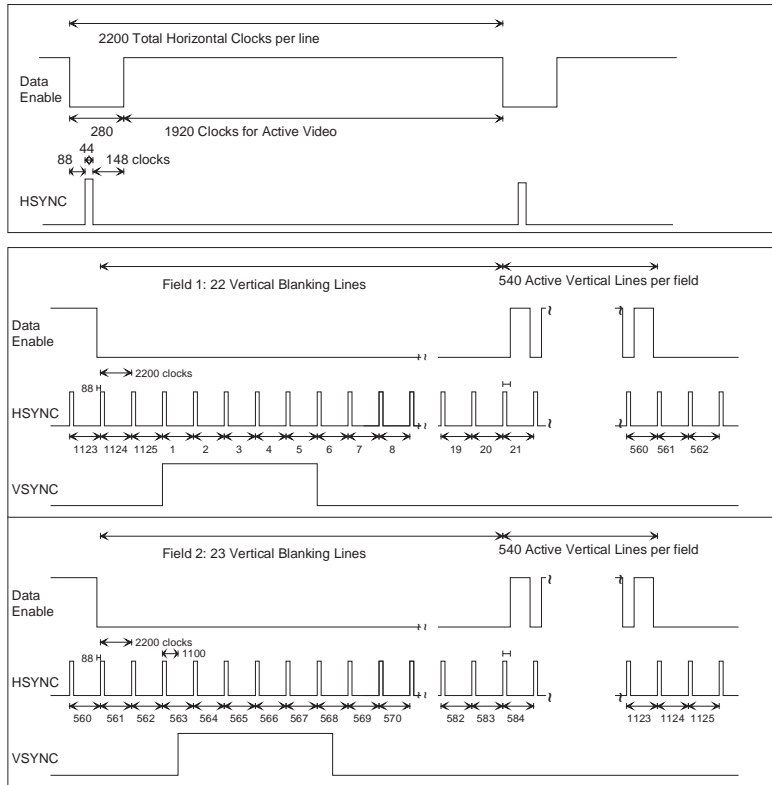 2200 Total Horizontal Clocks per line
Data
Enable
280
1920 Clocks for Active Video
44
88
148 clocks
HSYNC
Field 1: 22 Vertical Blanking Lines
540 Active Vertical Lines per field
Data
Enable
~
~
~
~
2200 clocks
88
HSYNC
~
~
~
1123 1124 1125 1 2 3 4 5 6 7 8 19 20 21 560 561 562
VSYNC
Field 2: 23 Vertical Blanking Lines
540 Active Vertical Lines per field
Data
Enable
~
~
~
~
2200 clocks
1100
88
HSYNC
~
~
~
560 561 562 563 564 565 566 567 568 569 570 582 583 584 1123 1124 1125
VSYNC